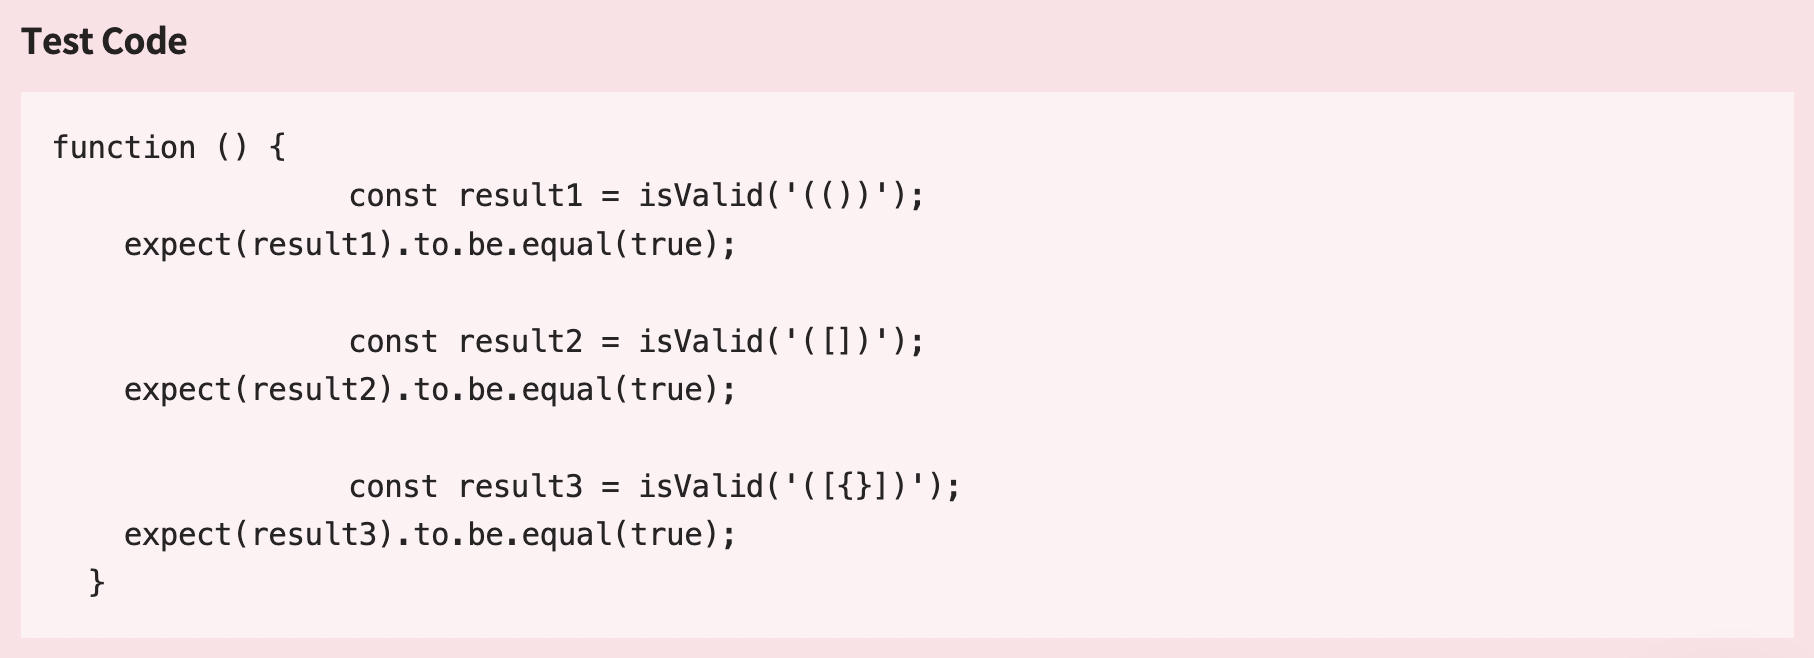 Test Code
function () {
const result1 = isValid('(())');
expect(result1).to.be.equal(true);
const result2 = isValid('([])');
expect(result2).to.be.equal(true);
const result3 = isValid('([{}])');
expect(result3).to.be.equal(true);
}